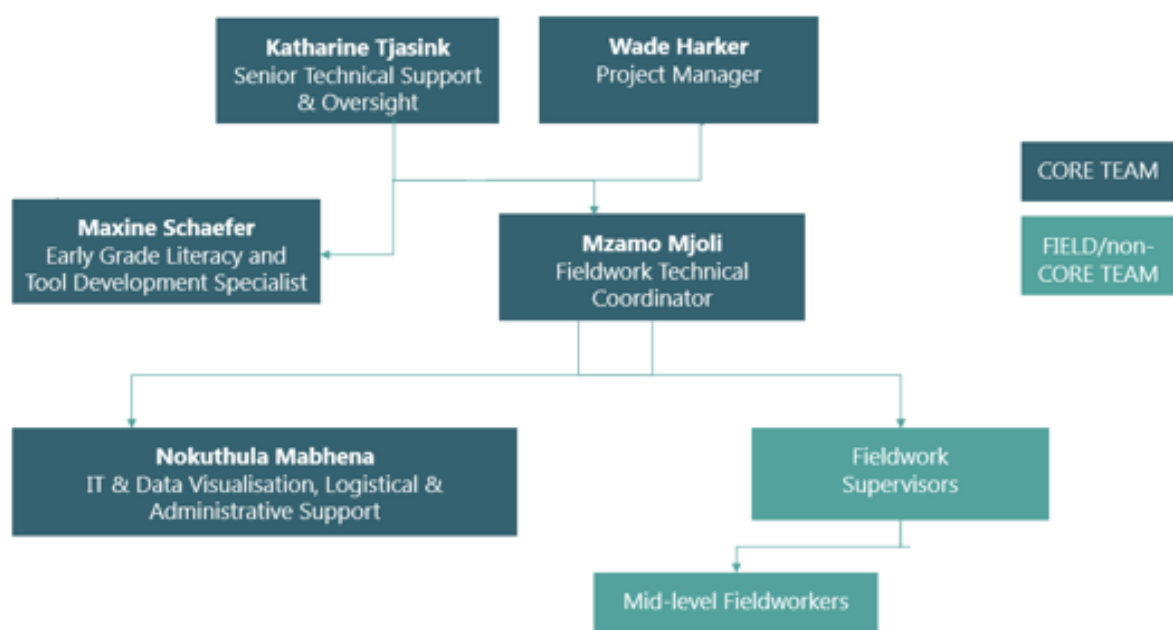 Katharine Tjasink
Senior Technical Support
& Oversight
Wade Harker
Project Manager
CORE TEAM
Maxine Schaefer
Early Grade Literacy and
Tool Development Specialist
Mzamo Mjoli
Fieldwork Technical
Coordinator
FIELD/non-
CORE TEAM
Nokuthula Mabhena
IT & Data Visualisation, Logistical &
Administrative Support
Fieldwork
Supervisors
Mid-level Fieldworkers